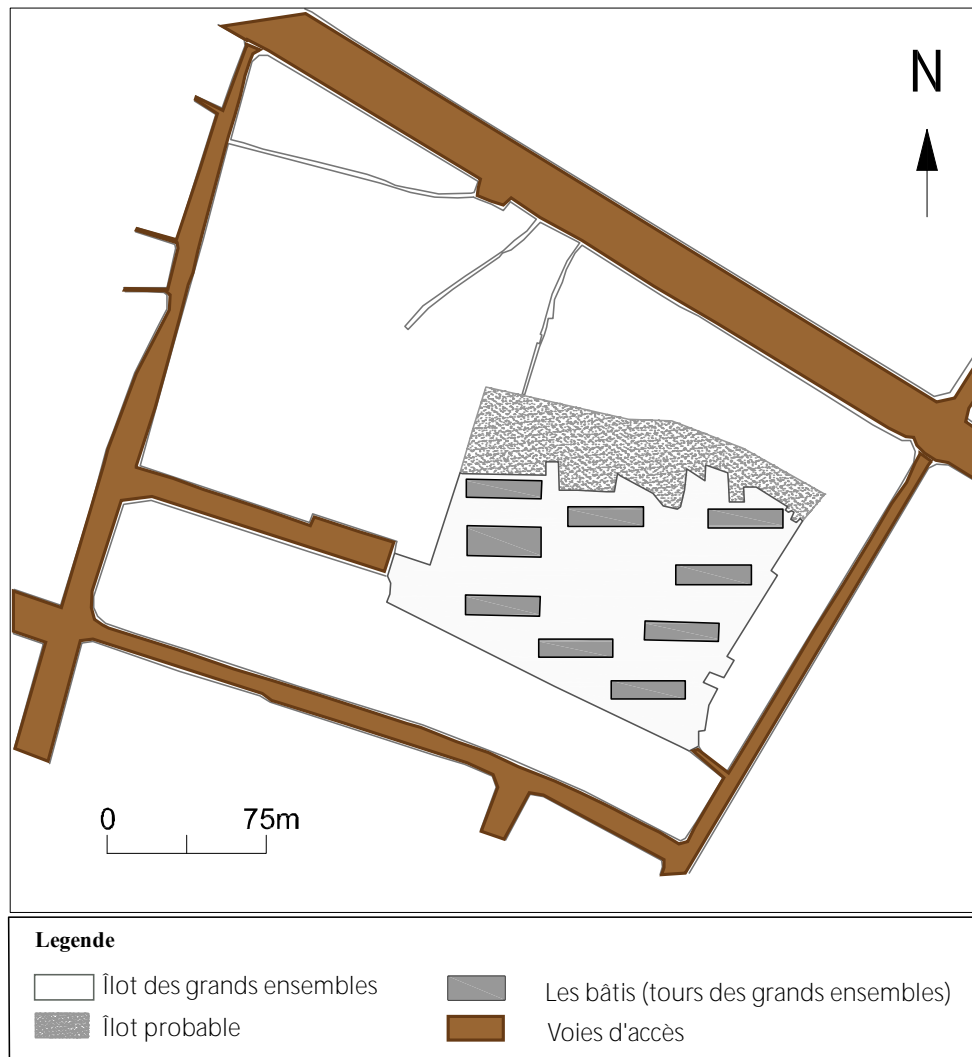 N
0 75m
Legende
Îlot des grands ensembles
Îlot probable
Les bâtis (tours des grands ensembles)
Voies d'accès